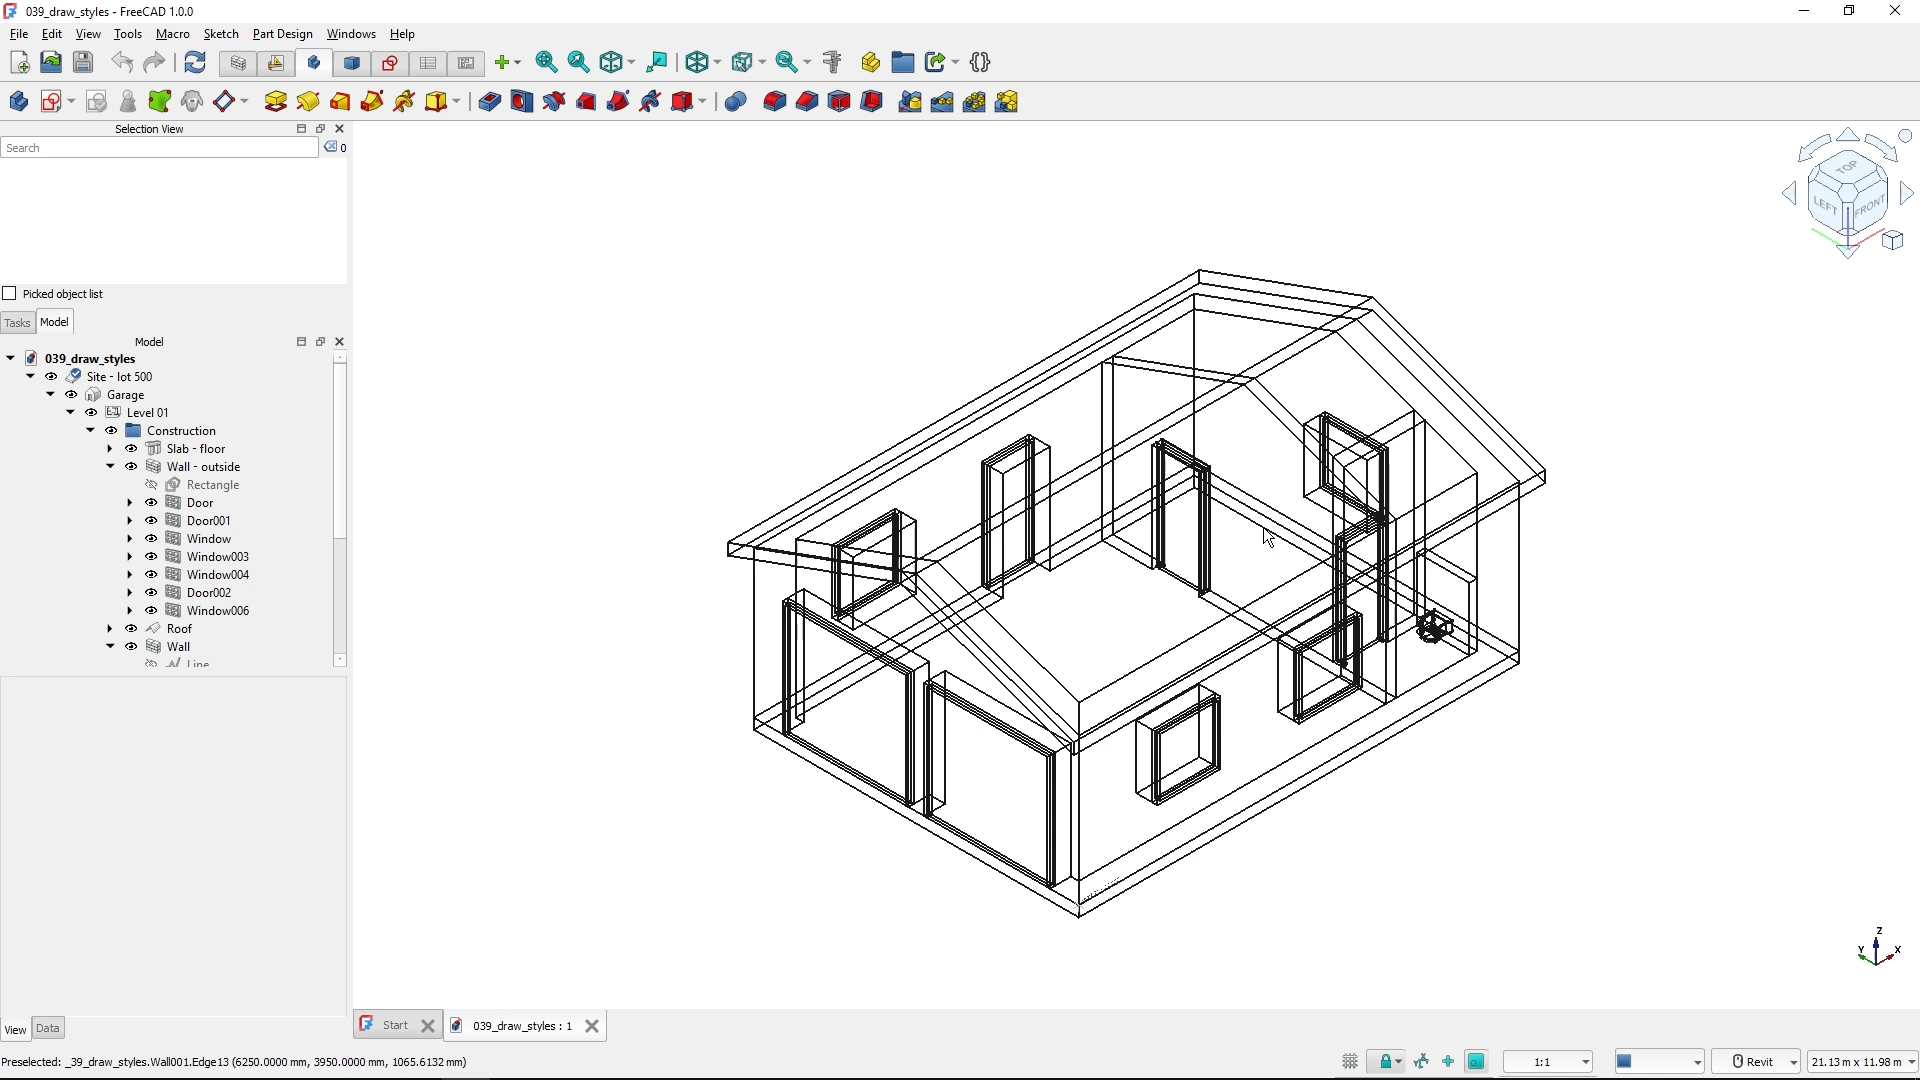 039_draw_styles - FreeCAD 1.0.0
File Edit View Tools Macro Sketch Part Design Windows Help
Selection View
Search
0
Picked object list
Tasks Model
Model
039_draw_styles
Site - lot 500
Garage
Level 01
Construction
Slab - floor
Wall - outside
Rectangle
Door
Door001
Window
Window003
Window004
Door002
Window006
Roof
Wall
Line
View Data
TOP
LEFT FRONT
Z
Y X
Start 039_draw_styles : 1
Preselected: _39_draw_styles.Wall001.Edge13 (6250.0000 mm, 3950.0000 mm, 1065.6132 mm)
1:1 Revit 21.13 m x 11.98 m